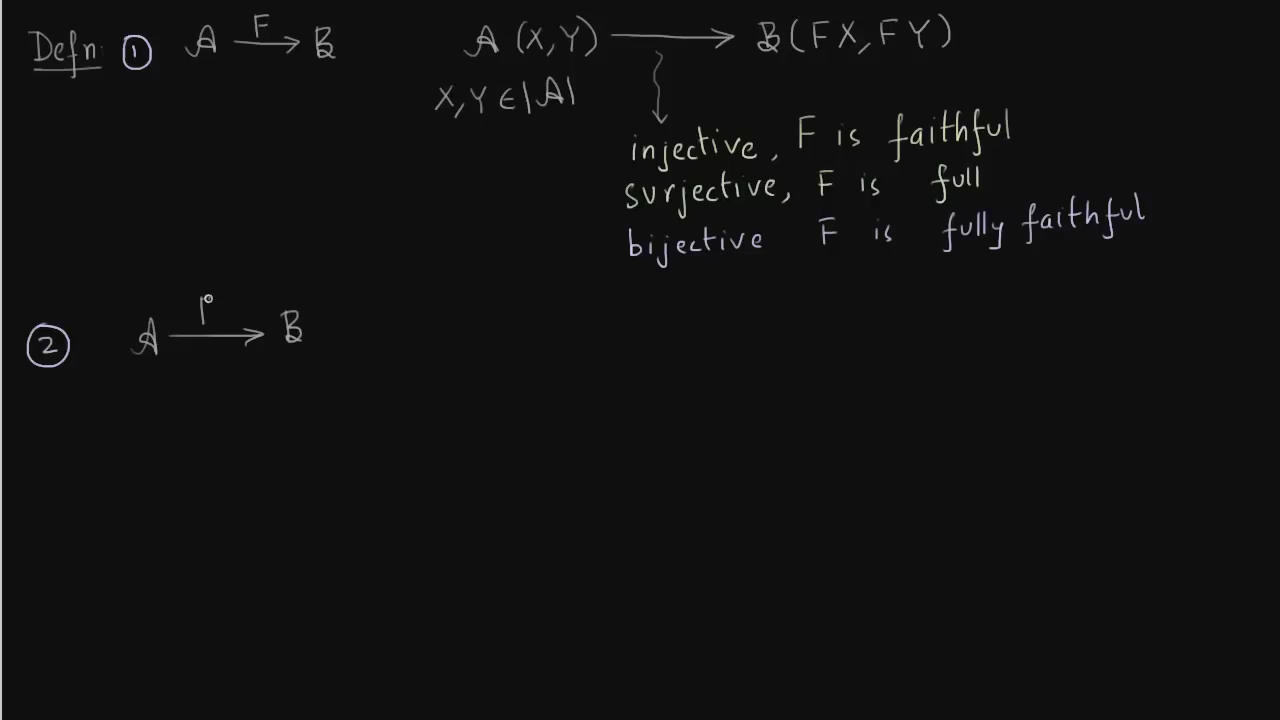 Defn: ① 𝒜 —F→ ℬ 𝒜 (X,Y) ⟶ ℬ(FX, FY)
X,Y ∈ |𝒜|
injective, F is faithful
surjective, F is full
bijective F is fully faithful
② 𝒜 ⟶ ℬ